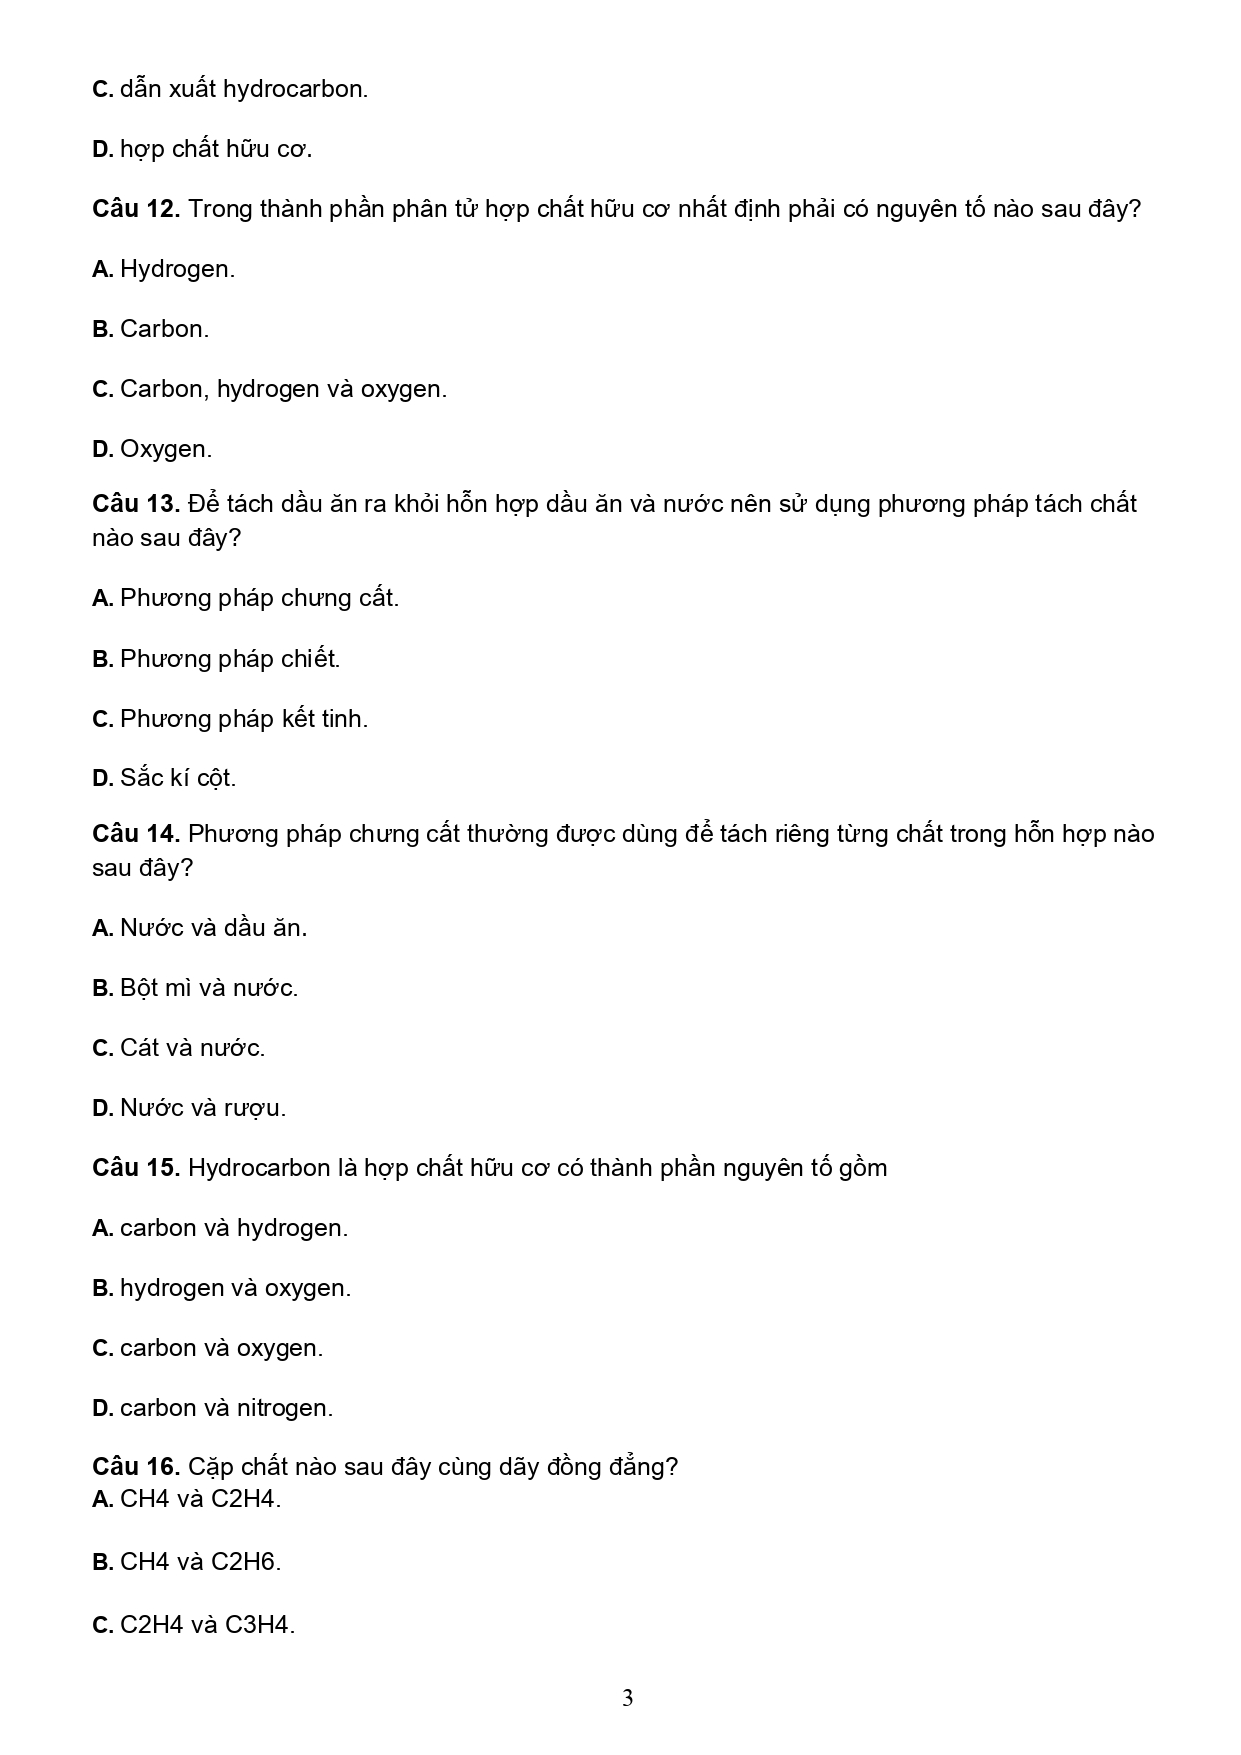 C. dẫn xuất hydrocarbon.
D. hợp chất hữu cơ.
Câu 12. Trong thành phần phân tử hợp chất hữu cơ nhất định phải có nguyên tố nào sau đây?
A. Hydrogen.
B. Carbon.
C. Carbon, hydrogen và oxygen.
D. Oxygen.
Câu 13. Để tách dầu ăn ra khỏi hỗn hợp dầu ăn và nước nên sử dụng phương pháp tách chất
nào sau đây?
A. Phương pháp chưng cất.
B. Phương pháp chiết.
C. Phương pháp kết tinh.
D. Sắc kí cột.
Câu 14. Phương pháp chưng cất thường được dùng để tách riêng từng chất trong hỗn hợp nào
sau đây?
A. Nước và dầu ăn.
B. Bột mì và nước.
C. Cát và nước.
D. Nước và rượu.
Câu 15. Hydrocarbon là hợp chất hữu cơ có thành phần nguyên tố gồm
A. carbon và hydrogen.
B. hydrogen và oxygen.
C. carbon và oxygen.
D. carbon và nitrogen.
Câu 16. Cặp chất nào sau đây cùng dãy đồng đẳng?
A. CH4 và C2H4.
B. CH4 và C2H6.
C. C2H4 và C3H4.
3